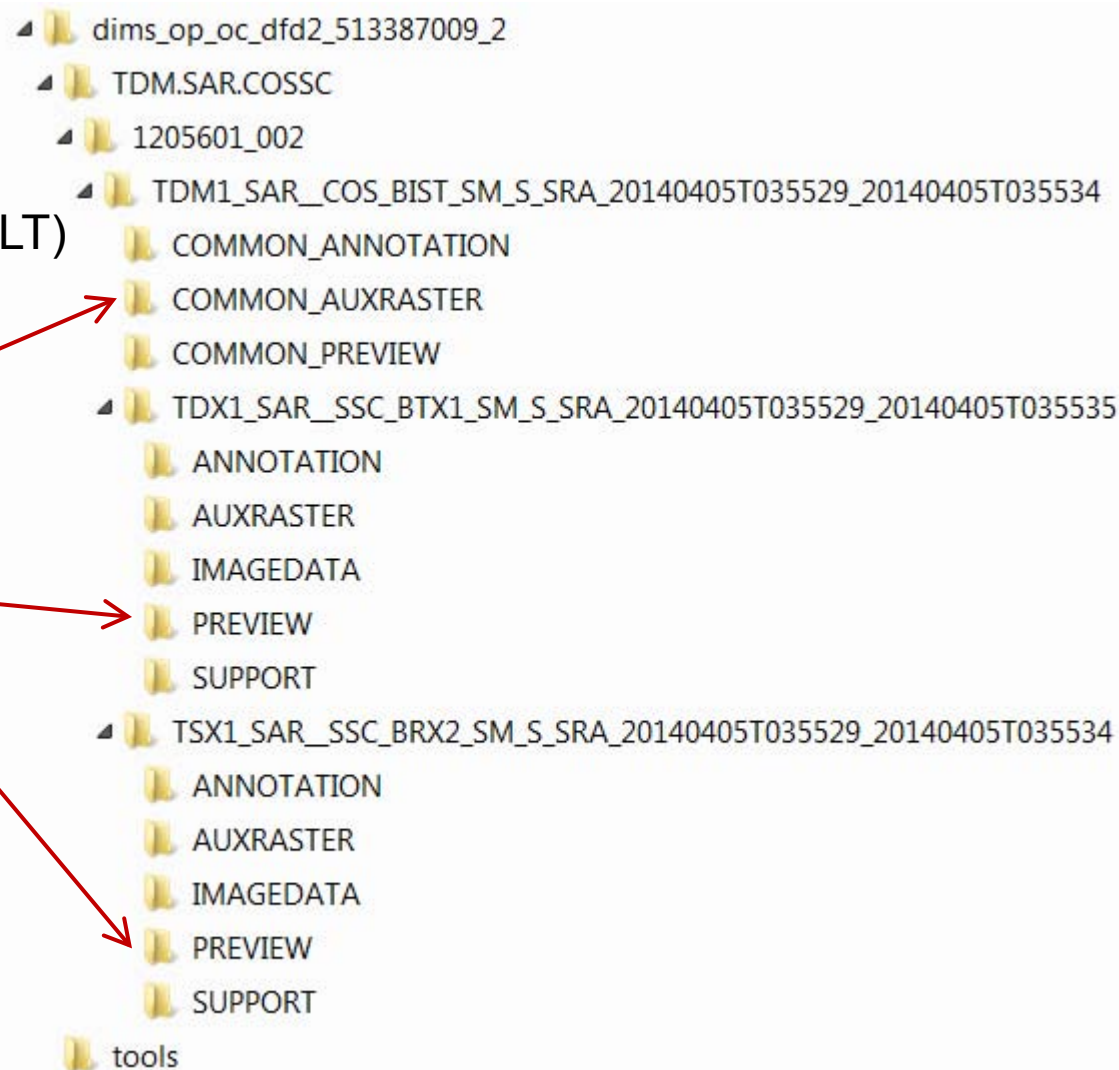 dims_op_oc_dfd2_513387009_2
TDM.SAR.COSSC
1205601_002
TDM1_SAR__COS_BIST_SM_S_SRA_20140405T035529_20140405T035534
LT)
COMMON_ANNOTATION
COMMON_AUXRASTER
COMMON_PREVIEW
TDX1_SAR__SSC_BTX1_SM_S_SRA_20140405T035529_20140405T035535
ANNOTATION
AUXRASTER
IMAGEDATA
PREVIEW
SUPPORT
TSX1_SAR__SSC_BRX2_SM_S_SRA_20140405T035529_20140405T035534
ANNOTATION
AUXRASTER
IMAGEDATA
PREVIEW
SUPPORT
tools